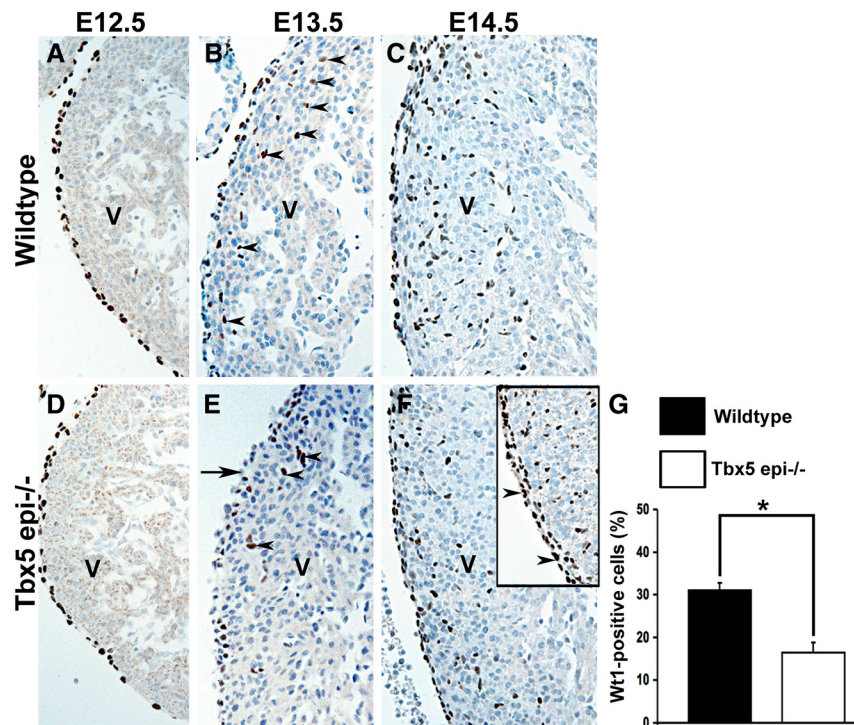 E12.5 E13.5 E14.5
A B C
Wildtype
V V V
D E F G
Tbx5 epi-/-
V V V
Wildtype
Tbx5 epi-/-
*
Wt1-positive cells (%)
50
40
30
20
10
0